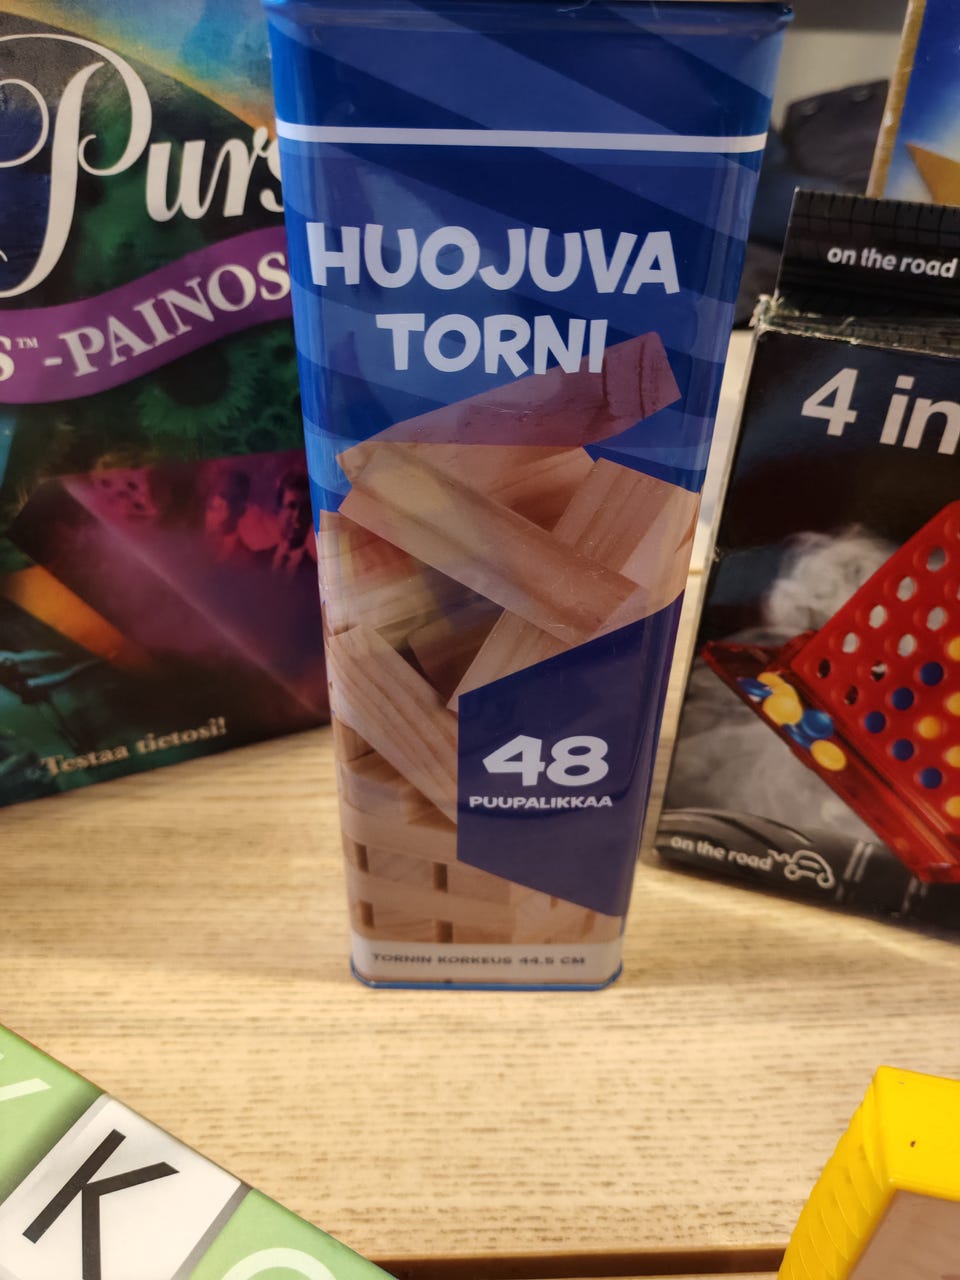 Purs
S™-PAINOS
Testaa tietosi!
HUOJUVA
TORNI
48
PUUPALIKKAA
TORNIN KORKEUS 44.5 CM
on the road
4 in
on the road
K